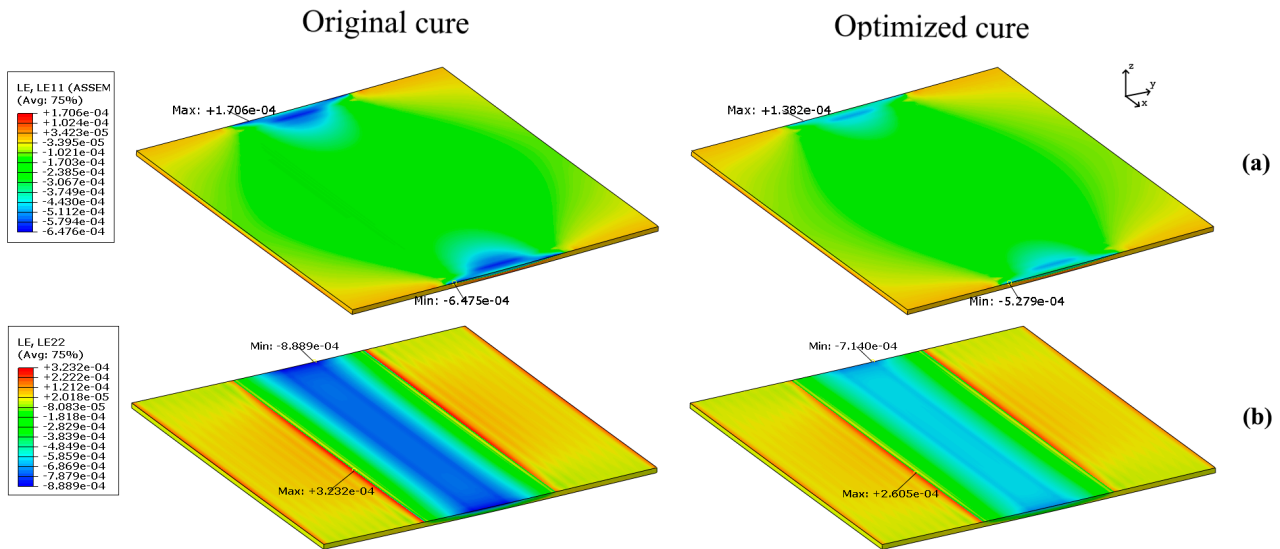 Original cure
Optimized cure
LE, LE11 (ASSEM
(Avg: 75%)
+1.706e-04
+1.024e-04
+3.423e-05
-3.395e-05
-1.021e-04
-1.703e-04
-2.385e-04
-3.067e-04
-3.749e-04
-4.430e-04
-5.112e-04
-5.794e-04
-6.476e-04
Max: +1.706e-04
Min: -6.475e-04
Max: +1.382e-04
Min: -5.279e-04
z
y
x
(a)
LE, LE22
(Avg: 75%)
+3.232e-04
+2.222e-04
+1.212e-04
+2.018e-05
-8.083e-05
-1.818e-04
-2.829e-04
-3.839e-04
-4.849e-04
-5.859e-04
-6.869e-04
-7.879e-04
-8.889e-04
Min: -8.889e-04
Max: +3.232e-04
Min: -7.140e-04
Max: +2.605e-04
(b)